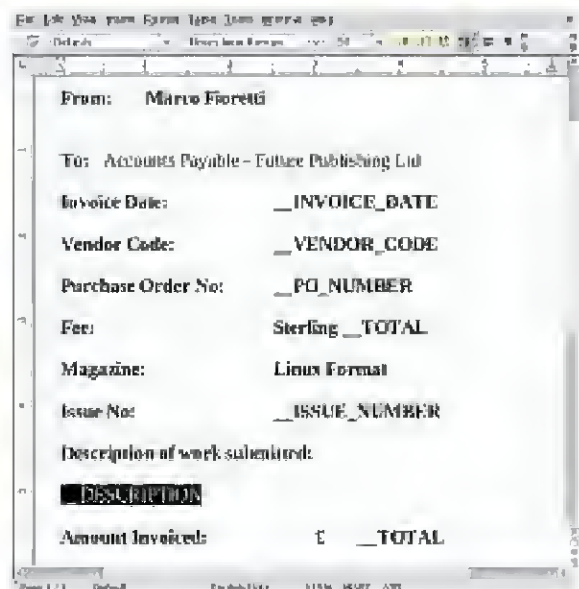 From: Marco Fioretti
To: Accounts Payable - Future Publishing Ltd
Invoice Date: __INVOICE_DATE
Vendor Code: __VENDOR_CODE
Purchase Order No: __PO_NUMBER
Fee: Sterling __TOTAL
Magazine: Linux Format
Issue No: __ISSUE_NUMBER
Description of work submitted:
__DESCRIPTION
Amount Invoiced: £ __TOTAL